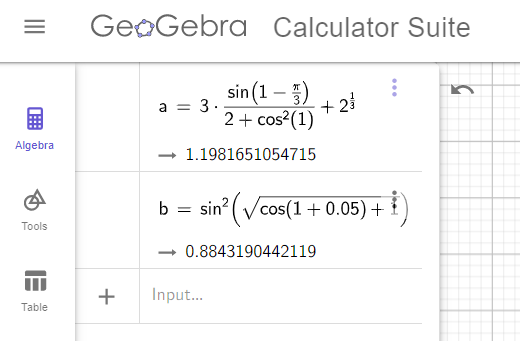 GeoGebra Calculator Suite
a = 3 · sin(1 − π/3) / (2 + cos²(1)) + 2^(1/3)
→ 1.1981651054715
Algebra
b = sin²(√(cos(1 + 0.05) + 1))
→ 0.8843190442119
Tools
+ Input...
Table